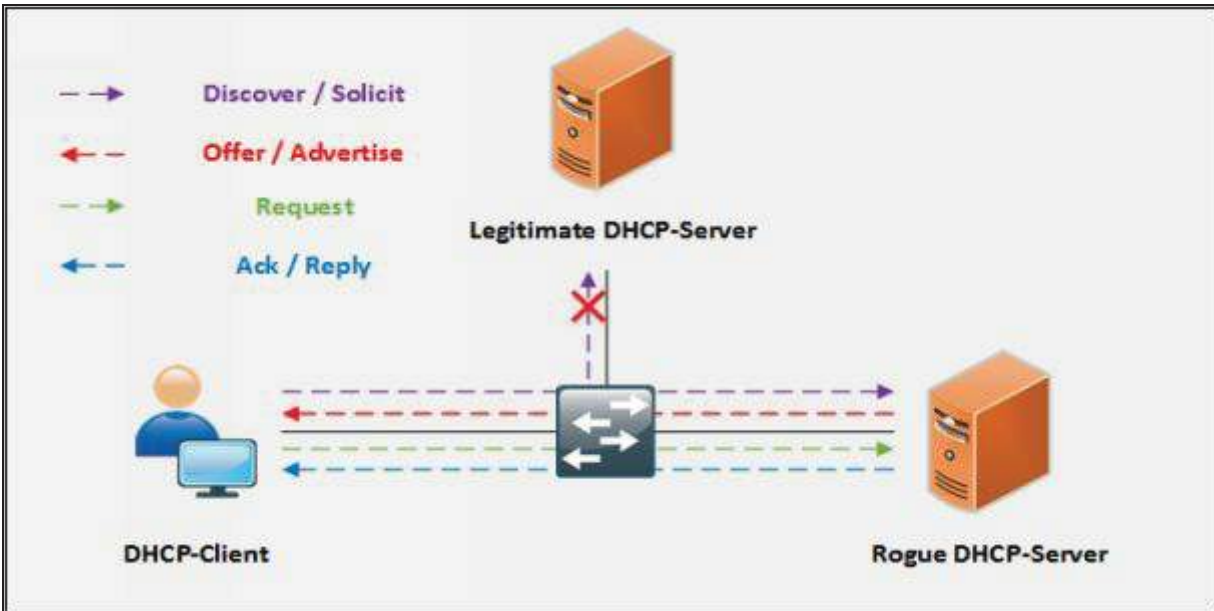 Discover / Solicit
Offer / Advertise
Request
Ack / Reply
Legitimate DHCP-Server
DHCP-Client
Rogue DHCP-Server